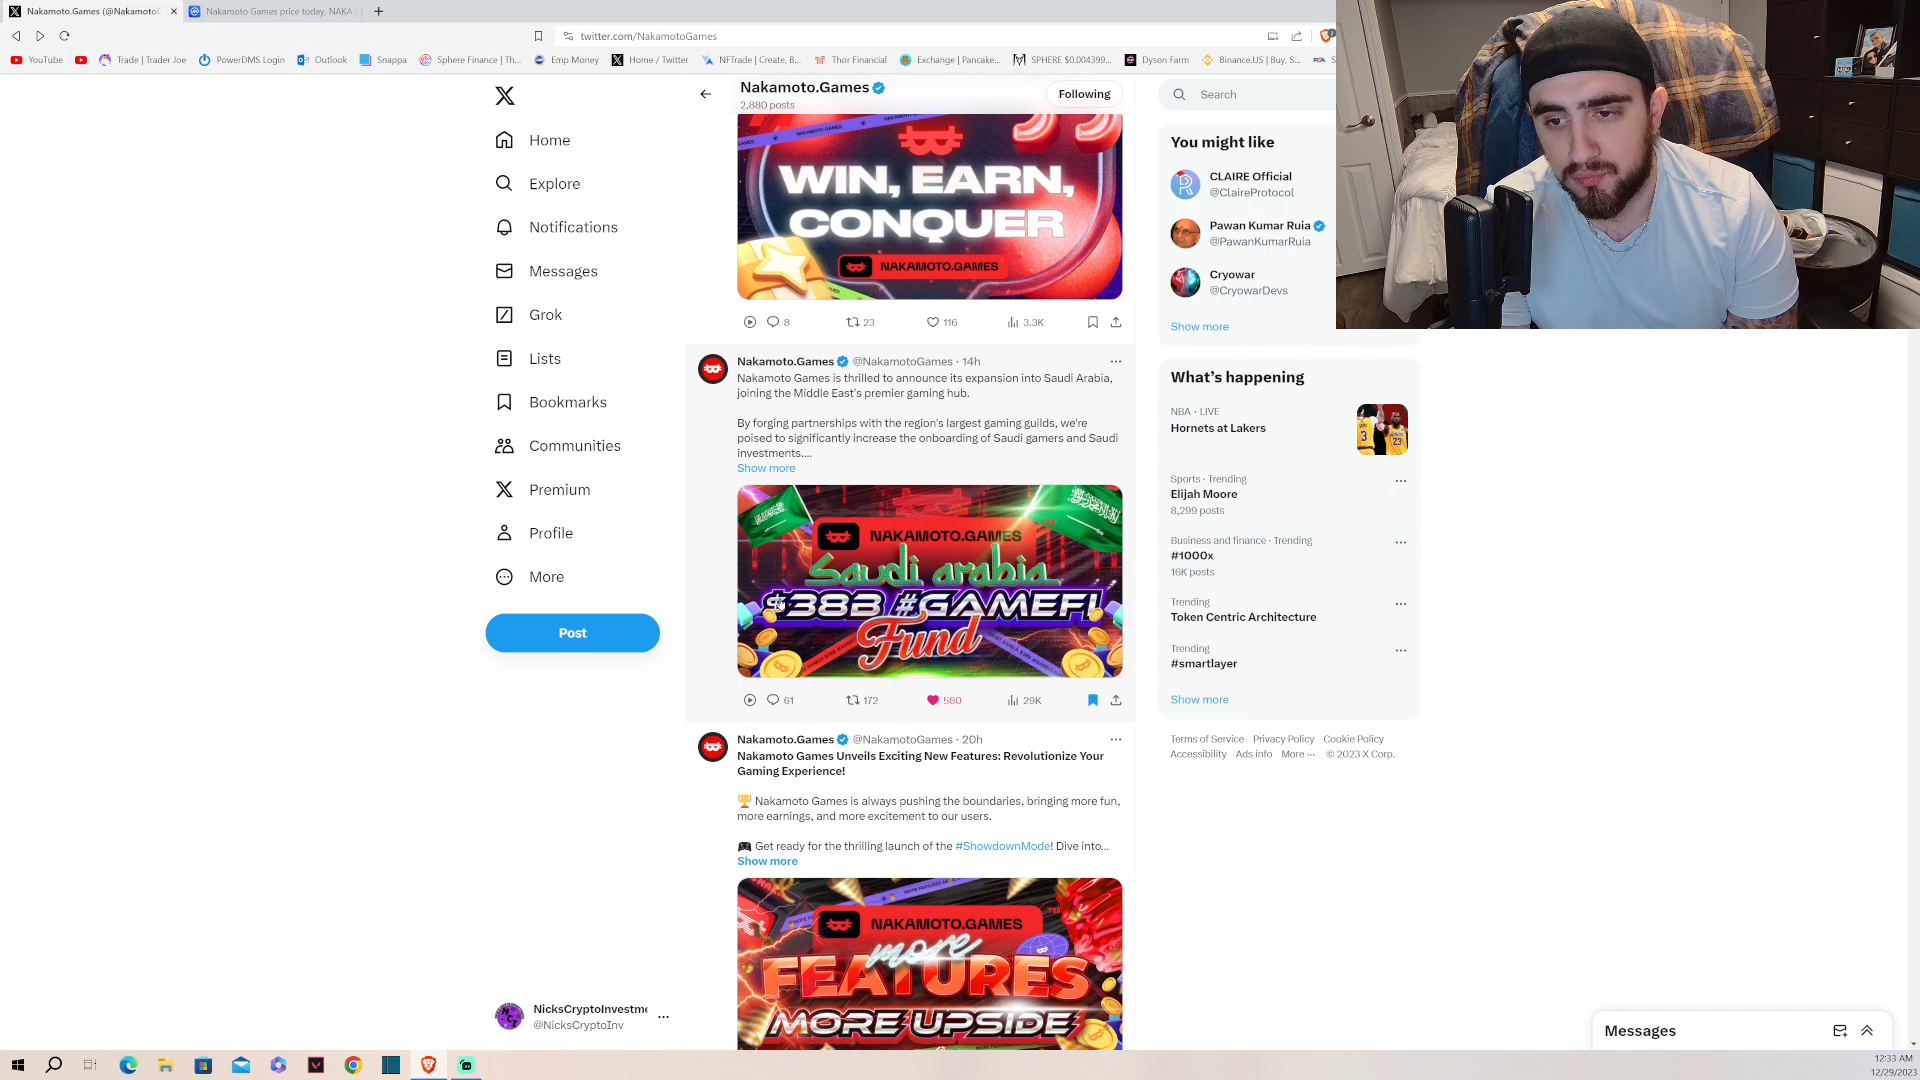 Nakamoto.Games (@NakamotoG
Nakamoto Games price today, NAKA
twitter.com/NakamotoGames
YouTube
Trade | Trader Joe
PowerDMS Login
Outlook
Snappa
Sphere Finance | Th...
Emp Money
Home / Twitter
NFTrade | Create, B...
Thor Financial
Exchange | Pancake...
SPHERE $0.004399...
Dyson Farm
Binance.US | Buy, S...
Home
Explore
Notifications
Messages
Grok
Lists
Bookmarks
Communities
Premium
Profile
More
Post
NicksCryptoInvestme
@NicksCryptoInv
Nakamoto.Games
2,880 posts
Following
WIN, EARN,
CONQUER
NAKAMOTO.GAMES
8 23 116 3.3K
Nakamoto.Games @NakamotoGames · 14h
Nakamoto Games is thrilled to announce its expansion into Saudi Arabia,
joining the Middle East's premier gaming hub.
By forging partnerships with the region's largest gaming guilds, we're
poised to significantly increase the onboarding of Saudi gamers and Saudi
investments....
Show more
NAKAMOTO.GAMES
Saudi arabia
$38B #GAMEFI
Fund
61 172 580 29K
Nakamoto.Games @NakamotoGames · 20h
Nakamoto Games Unveils Exciting New Features: Revolutionize Your
Gaming Experience!
🏆 Nakamoto Games is always pushing the boundaries, bringing more fun,
more earnings, and more excitement to our users.
🎮 Get ready for the thrilling launch of the #ShowdownMode! Dive into...
Show more
NAKAMOTO.GAMES
more
FEATURES
MORE UPSIDE
Search
You might like
CLAIRE Official
@ClaireProtocol
Pawan Kumar Ruia
@PawanKumarRuia
Cryowar
@CryowarDevs
Show more
What's happening
NBA · LIVE
Hornets at Lakers
Sports · Trending
Elijah Moore
8,299 posts
Business and finance · Trending
#1000x
16K posts
Trending
Token Centric Architecture
Trending
#smartlayer
Show more
Terms of Service Privacy Policy Cookie Policy
Accessibility Ads info More ··· © 2023 X Corp.
Messages
12:33 AM
12/29/2023